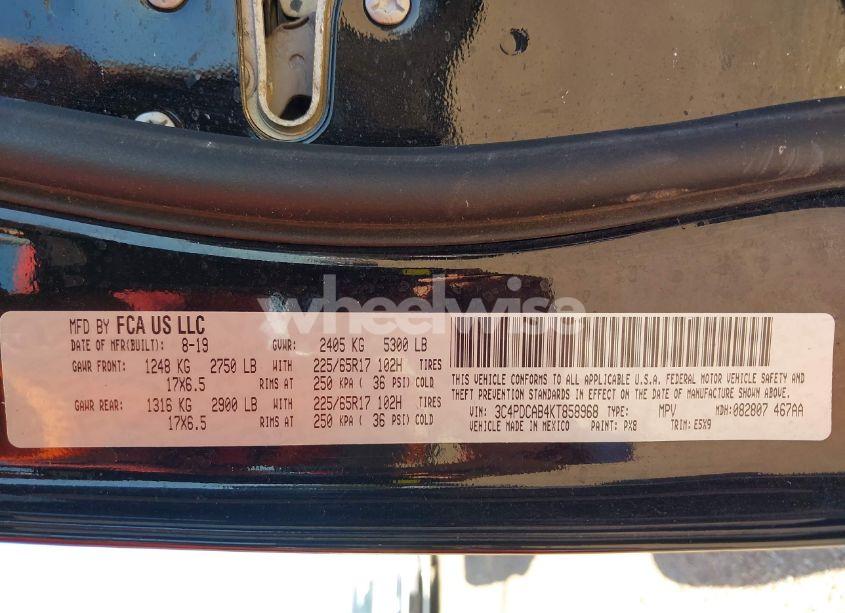 wheelwise
MFD BY FCA US LLC
DATE OF MFR(BUILT): 8-19 GVWR: 2405 KG 5300 LB
GAWR FRONT: 1248 KG 2750 LB WITH 225/65R17 102H TIRES
17X6.5 RIMS AT 250 KPA ( 36 PSI) COLD
GAWR REAR: 1316 KG 2900 LB WITH 225/65R17 102H TIRES
17X6.5 RIMS AT 250 KPA ( 36 PSI) COLD
THIS VEHICLE CONFORMS TO ALL APPLICABLE U.S.A. FEDERAL MOTOR VEHICLE SAFETY AND
THEFT PREVENTION STANDARDS IN EFFECT ON THE DATE OF MANUFACTURE SHOWN ABOVE.
VIN: 3C4PDCAB4KT858968 TYPE: MPV MDH: 082807 467AA
VEHICLE MADE IN MEXICO PAINT: PX8 TRIM: E5X9